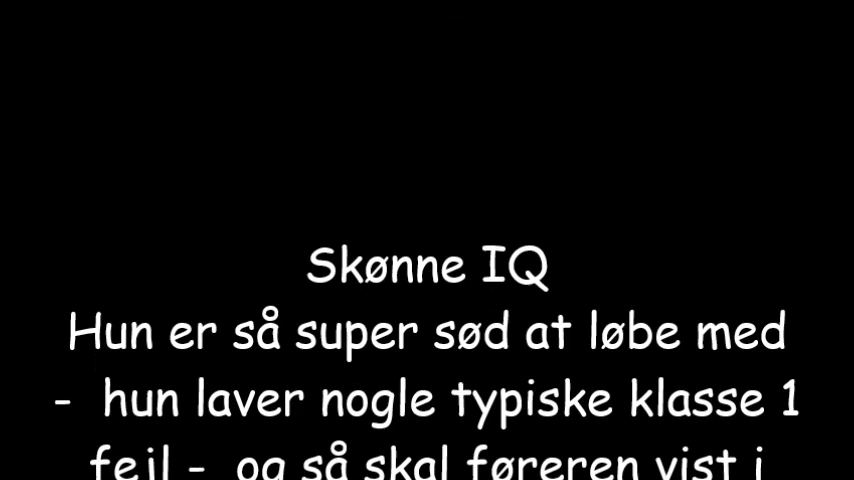 Skønne IQ
Hun er så super sød at løbe med
- hun laver nogle typiske klasse 1
fejl - og så skal føreren vist i